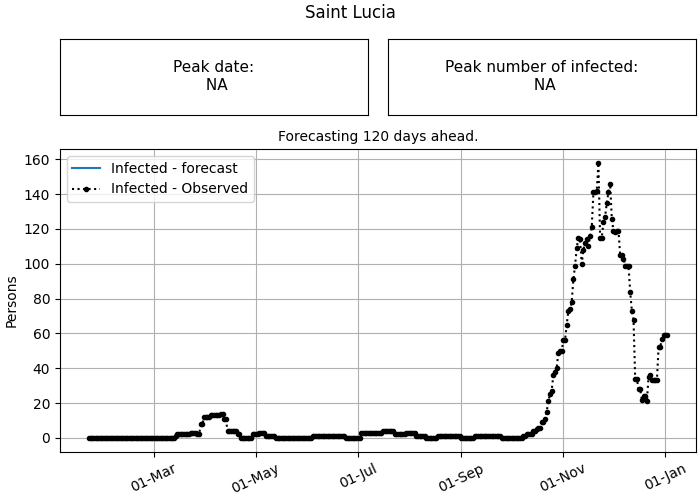 Saint Lucia
Peak date:
NA
Peak number of infected:
NA
Forecasting 120 days ahead.
Infected - forecast
Infected - Observed
160
140
120
100
80
60
40
20
0
Persons
01-Mar
01-May
01-Jul
01-Sep
01-Nov
01-Jan